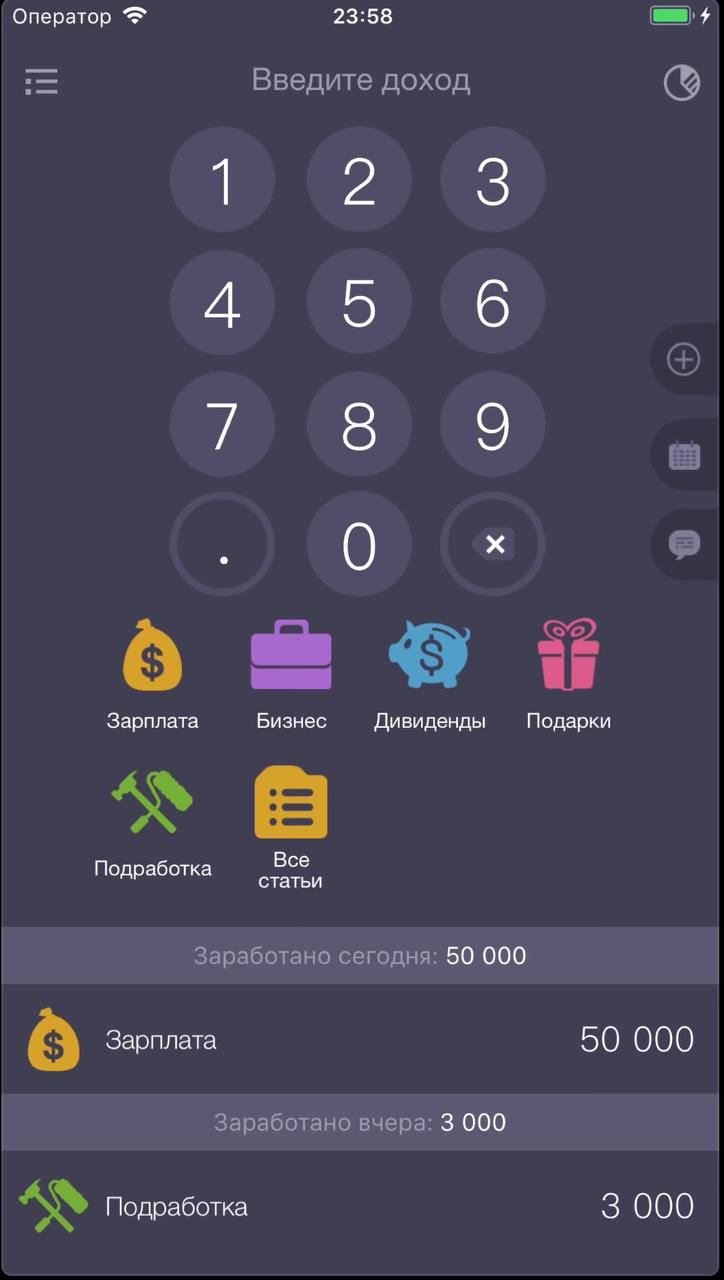 Оператор 23:58
Введите доход
1 2 3
4 5 6
7 8 9
. 0
Зарплата Бизнес Дивиденды Подарки
Подработка Все
статьи
Заработано сегодня: 50 000
Зарплата 50 000
Заработано вчера: 3 000
Подработка 3 000